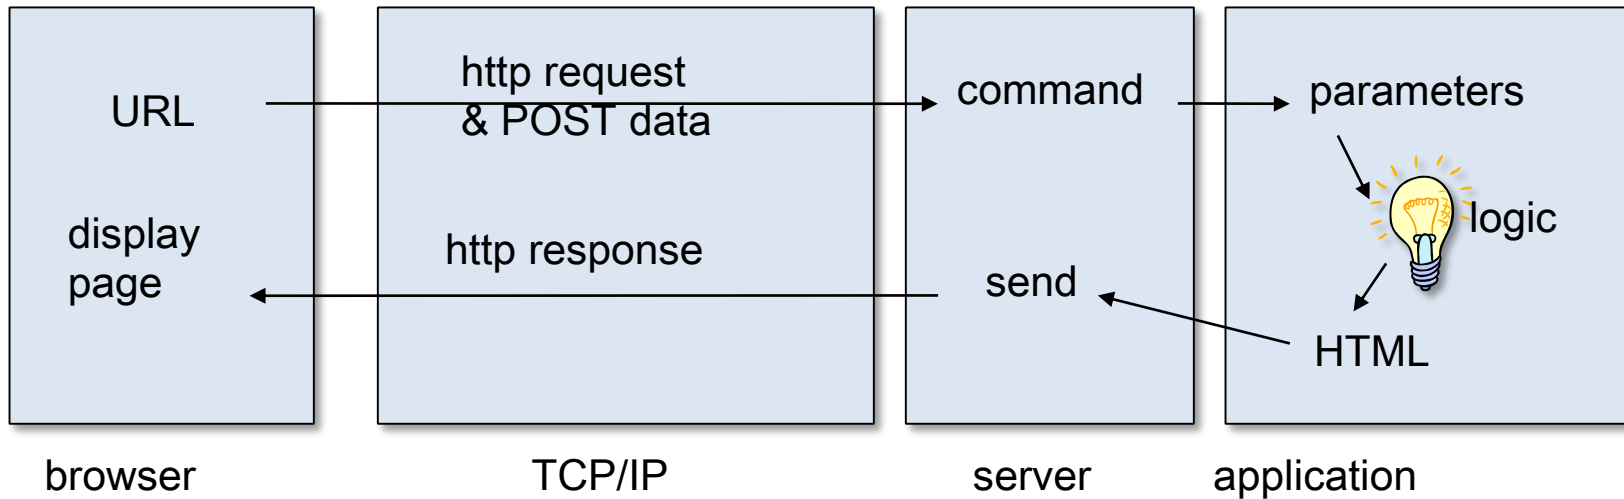 URL
display
page
http request
& POST data
http response
command
send
parameters
logic
HTML
browser
TCP/IP
server
application